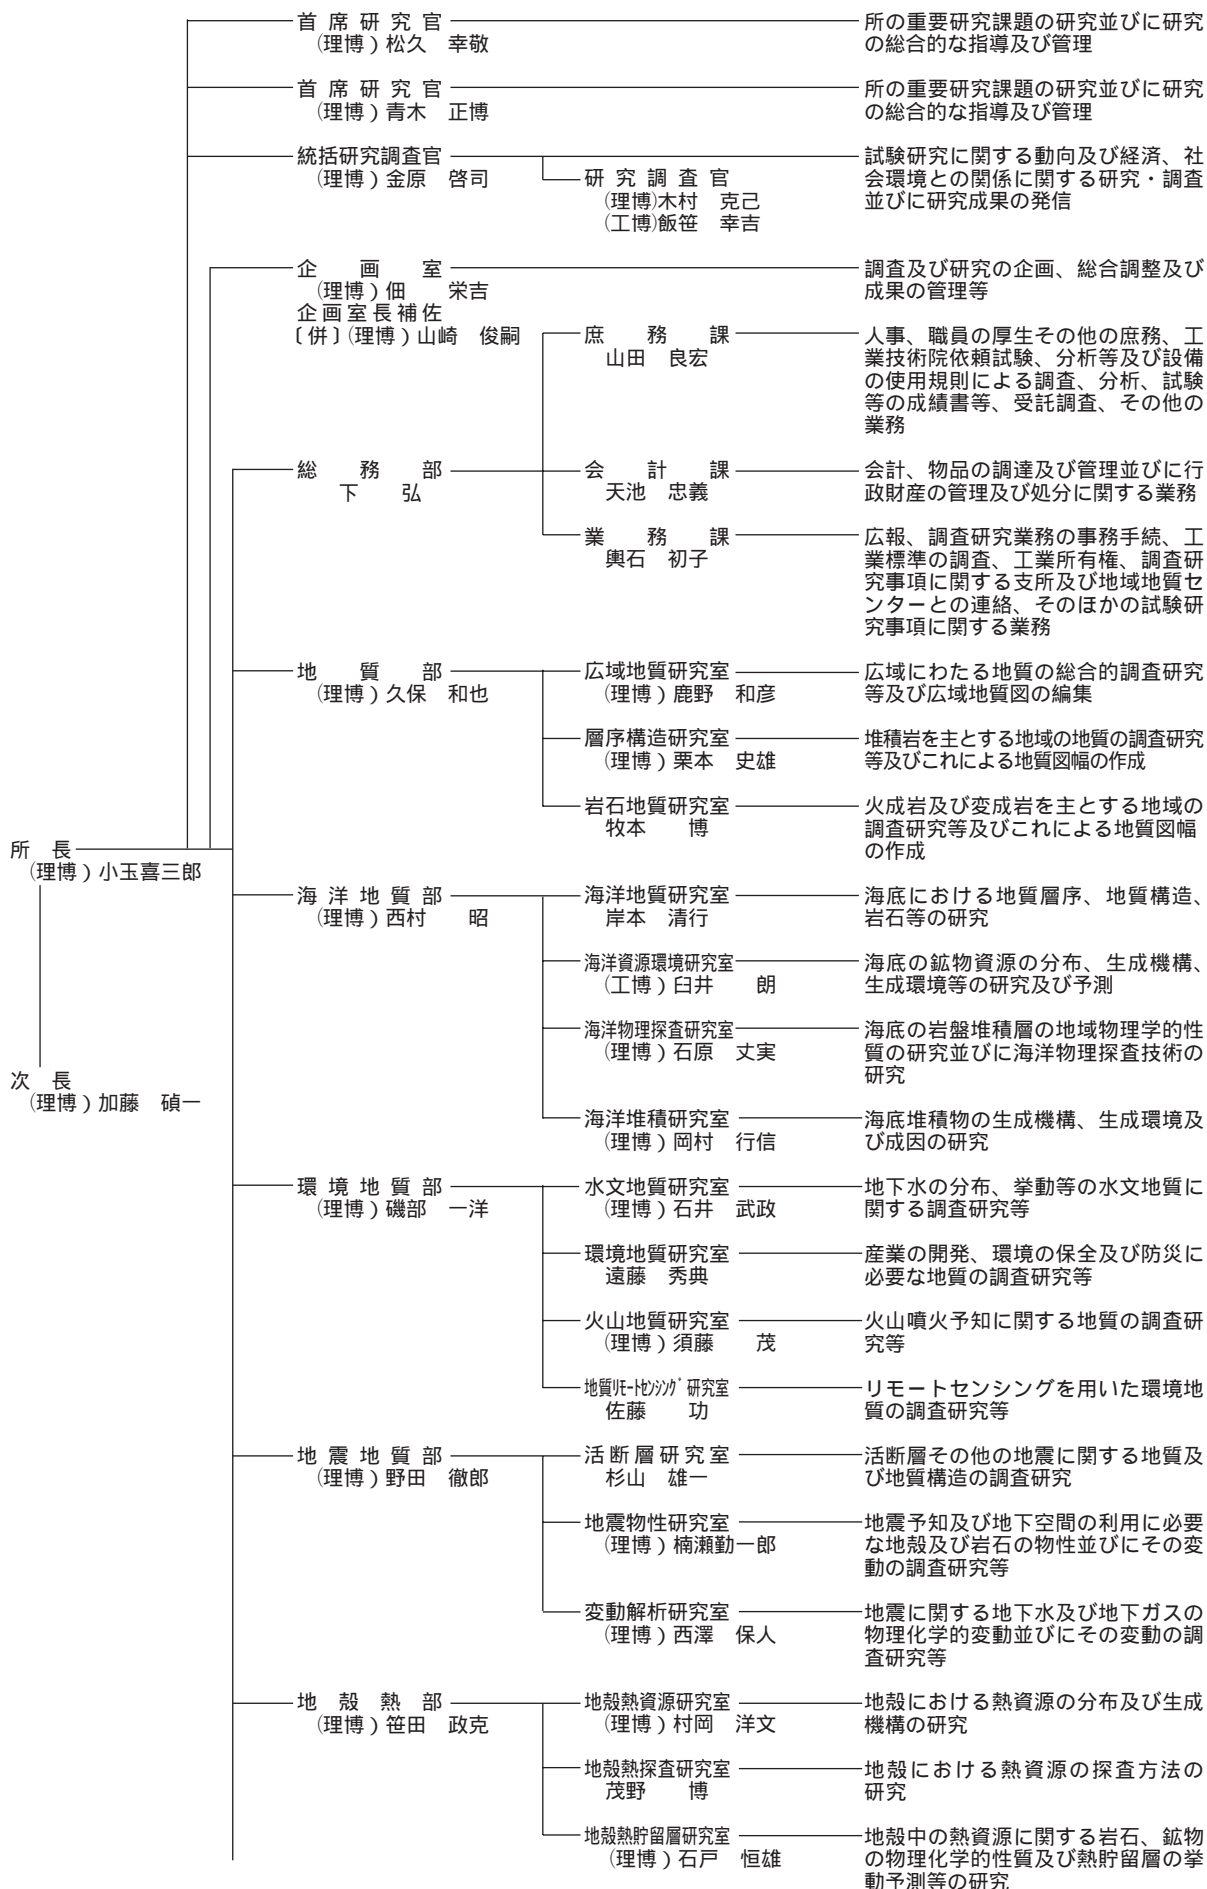 首席研究官
(理博)松久 幸敬
所の重要研究課題の研究並びに研究
の総合的な指導及び管理
首席研究官
(理博)青木 正博
所の重要研究課題の研究並びに研究
の総合的な指導及び管理
統括研究調査官
(理博)金原 啓司
研究調査官
(理博)木村 克己
(工博)飯笹 幸吉
試験研究に関する動向及び経済、社
会環境との関係に関する研究・調査
並びに研究成果の発信
企画室
(理博)佃 栄吉
企画室長補佐
〔併〕(理博)山崎 俊嗣
調査及び研究の企画、総合調整及び
成果の管理等
庶務課
山田 良宏
人事、職員の厚生その他の庶務、工
業技術院依頼試験、分析等及び設備
の使用規則による調査、分析、試験
等の成績書等、受託調査、その他の
業務
総務部
下 弘
会計課
天池 忠義
会計、物品の調達及び管理並びに行
政財産の管理及び処分に関する業務
業務課
輿石 初子
広報、調査研究業務の事務手続、工
業標準の調査、工業所有権、調査研
究事項に関する支所及び地域地質セ
ンターとの連絡、そのほかの試験研
究事項に関する業務
地質部
(理博)久保 和也
広域地質研究室
(理博)鹿野 和彦
広域にわたる地質の総合的調査研究
等及び広域地質図の編集
層序構造研究室
(理博)栗本 史雄
堆積岩を主とする地域の地質の調査研究
等及びこれによる地質図幅の作成
岩石地質研究室
牧本 博
火成岩及び変成岩を主とする地域の
調査研究等及びこれによる地質図幅
の作成
所長
(理博)小玉喜三郎
次長
(理博)加藤 碵一
海洋地質部
(理博)西村 昭
海洋地質研究室
岸本 清行
海底における地質層序、地質構造、
岩石等の研究
海洋資源環境研究室
(工博)臼井 朗
海底の鉱物資源の分布、生成機構、
生成環境等の研究及び予測
海洋物理探査研究室
(理博)石原 丈実
海底の岩盤堆積層の地域物理学的性
質の研究並びに海洋物理探査技術の
研究
海洋堆積研究室
(理博)岡村 行信
海底堆積物の生成機構、生成環境及
び成因の研究
環境地質部
(理博)磯部 一洋
水文地質研究室
(理博)石井 武政
地下水の分布、挙動等の水文地質に
関する調査研究等
環境地質研究室
遠藤 秀典
産業の開発、環境の保全及び防災に
必要な地質の調査研究等
火山地質研究室
(理博)須藤 茂
火山噴火予知に関する地質の調査研
究等
地質リモートセンシング研究室
佐藤 功
リモートセンシングを用いた環境地
質の調査研究等
地震地質部
(理博)野田 徹郎
活断層研究室
杉山 雄一
活断層その他の地震に関する地質及
び地質構造の調査研究
地震物性研究室
(理博)楠瀬勤一郎
地震予知及び地下空間の利用に必要
な地殻及び岩石の物性並びにその変
動の調査研究等
変動解析研究室
(理博)西澤 保人
地震に関する地下水及び地下ガスの
物理化学的変動並びにその変動の調
査研究等
地殻熱部
(理博)笹田 政克
地殻熱資源研究室
(理博)村岡 洋文
地殻における熱資源の分布及び生成
機構の研究
地殻熱探査研究室
茂野 博
地殻における熱資源の探査方法の
研究
地殻熱貯留層研究室
(理博)石戸 恒雄
地殻中の熱資源に関する岩石、鉱物
の物理化学的性質及び熱貯留層の挙
動予測等の研究